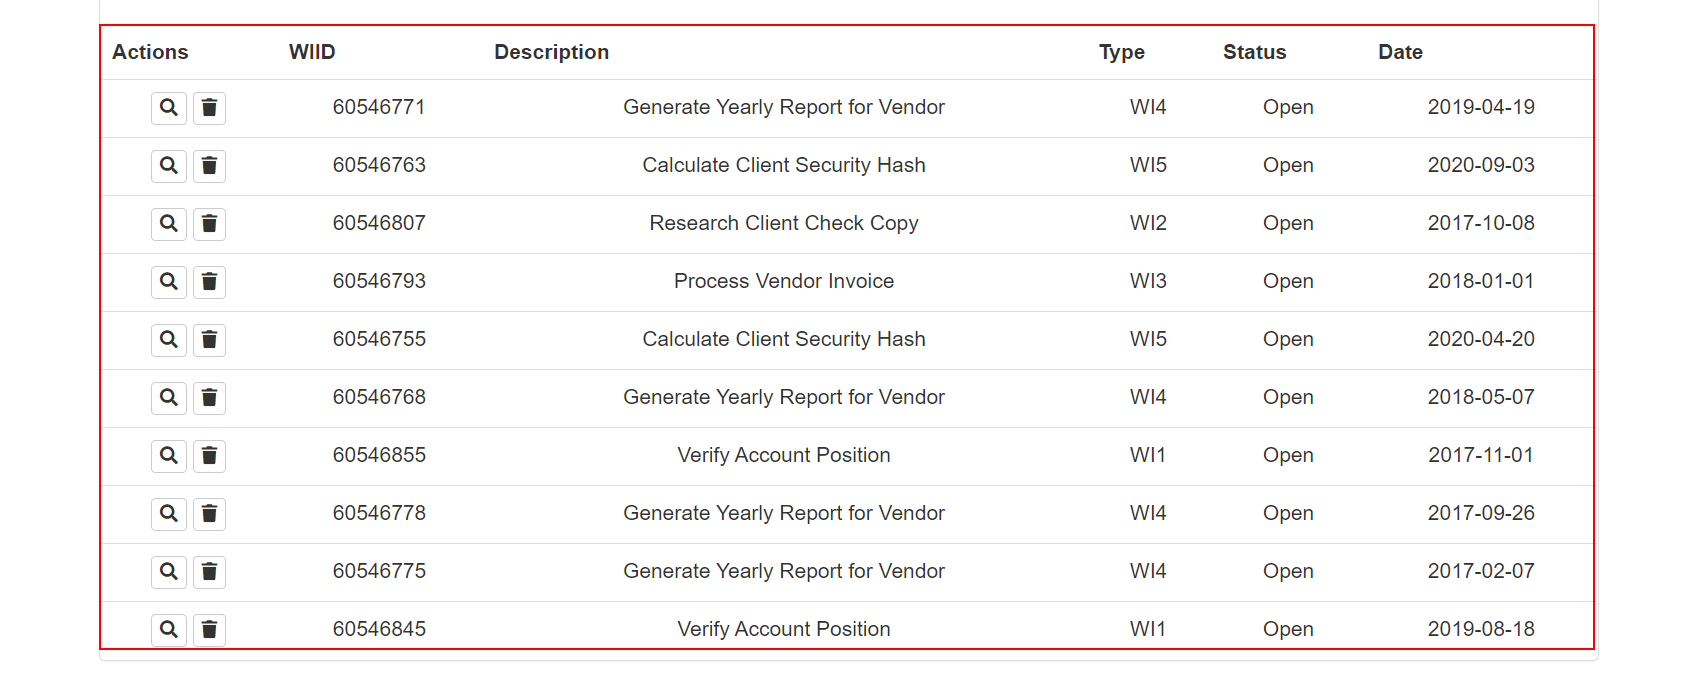 Actions WIID Description Type Status Date
60546771 Generate Yearly Report for Vendor WI4 Open 2019-04-19
60546763 Calculate Client Security Hash WI5 Open 2020-09-03
60546807 Research Client Check Copy WI2 Open 2017-10-08
60546793 Process Vendor Invoice WI3 Open 2018-01-01
60546755 Calculate Client Security Hash WI5 Open 2020-04-20
60546768 Generate Yearly Report for Vendor WI4 Open 2018-05-07
60546855 Verify Account Position WI1 Open 2017-11-01
60546778 Generate Yearly Report for Vendor WI4 Open 2017-09-26
60546775 Generate Yearly Report for Vendor WI4 Open 2017-02-07
60546845 Verify Account Position WI1 Open 2019-08-18